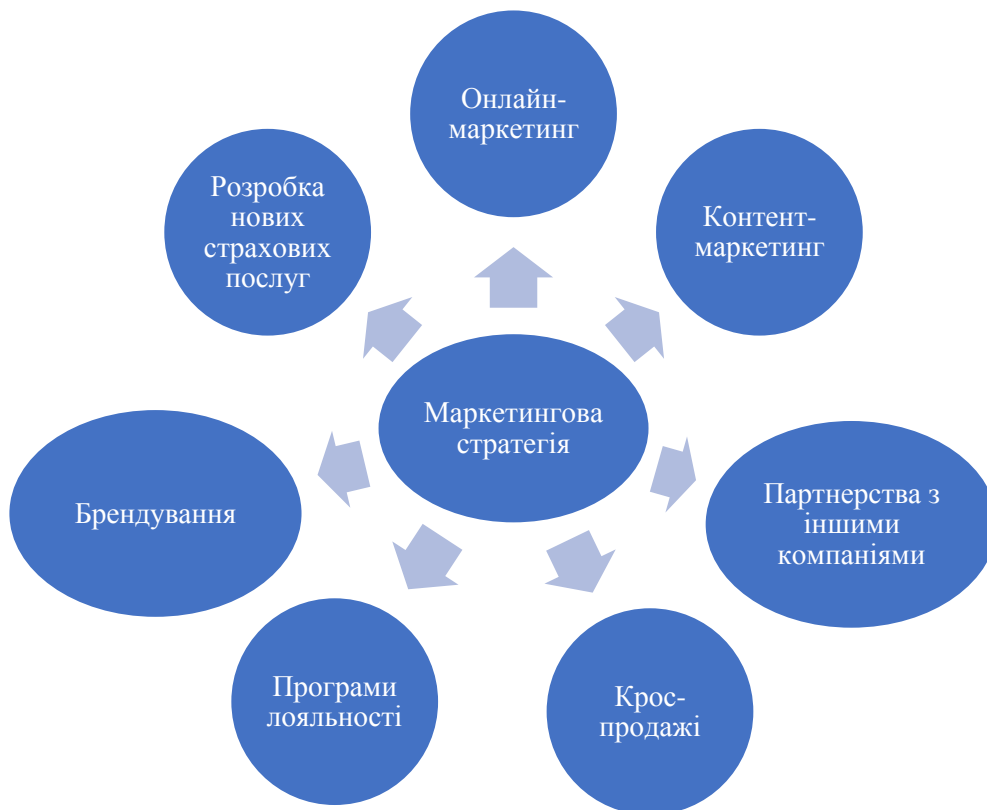 Онлайн-
маркетинг
Розробка
нових
страхових
послуг
Контент-
маркетинг
Маркетингова
стратегія
Брендування
Партнерства з
іншими
компаніями
Програми
лояльності
Крос-
продажі